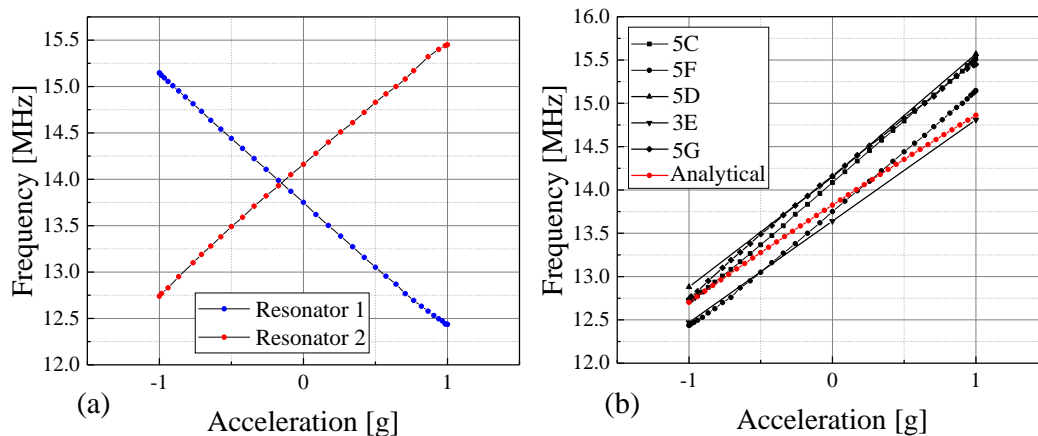 Frequency [MHz]
15.5
15.0
14.5
14.0
13.5
13.0
12.5
12.0
Resonator 1
Resonator 2
-1 0 1
(a)
Acceleration [g]
Frequency [MHz]
16.0
15.5
15.0
14.5
14.0
13.5
13.0
12.5
12.0
5C
5F
5D
3E
5G
Analytical
-1 0 1
(b)
Acceleration [g]